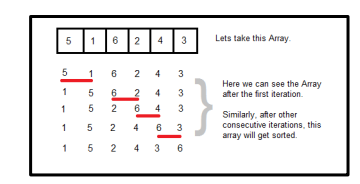 5 1 6 2 4 3
Lets take this Array.
5 1 6 2 4 3
1 5 6 2 4 3
1 5 2 6 4 3
1 5 2 4 6 3
1 5 2 4 3 6
Here we can see the Array
after the first iteration.
Similarly, after other
consecutive iterations, this
array will get sorted.